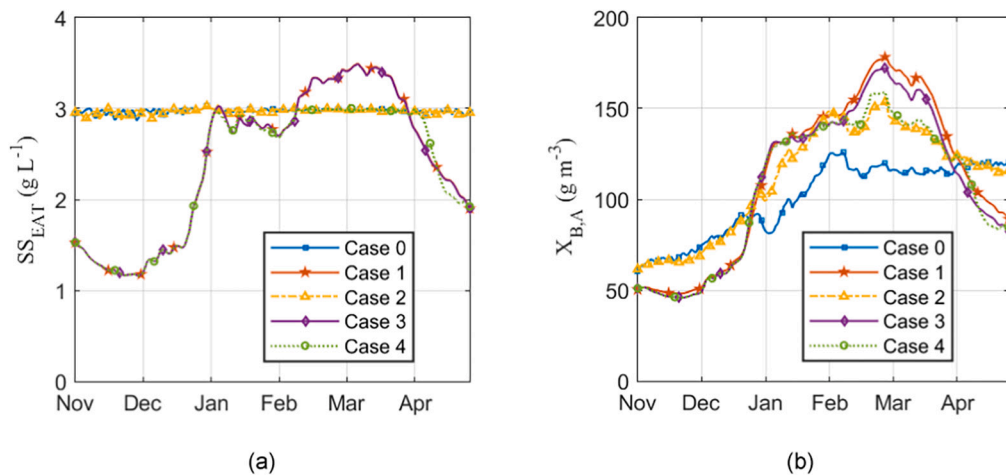 4
3
2
1
0
SS_EAT (g L⁻¹)
Nov Dec Jan Feb Mar Apr
Case 0
Case 1
Case 2
Case 3
Case 4
(a)
200
150
100
50
0
X_B,A (g m⁻³)
Nov Dec Jan Feb Mar Apr
Case 0
Case 1
Case 2
Case 3
Case 4
(b)